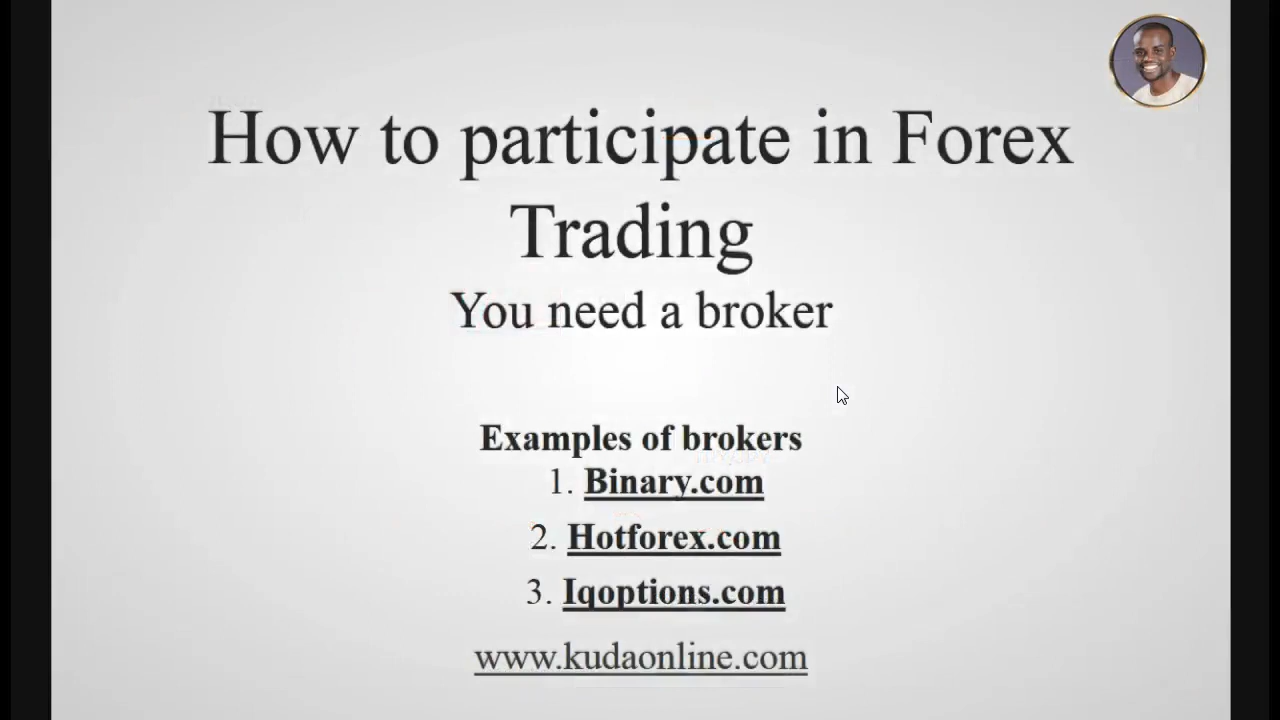 How to participate in Forex
Trading
You need a broker
Examples of brokers
1. Binary.com
2. Hotforex.com
3. Iqoptions.com
www.kudaonline.com